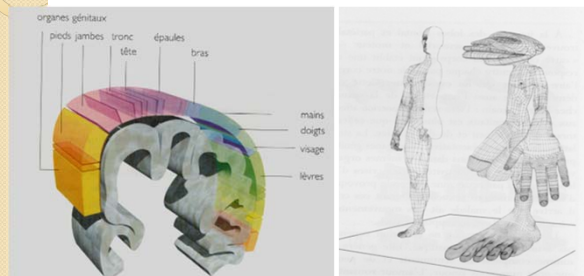 organes génitaux
pieds jambes tronc épaules
tête
bras
mains
doigts
visage
lèvres